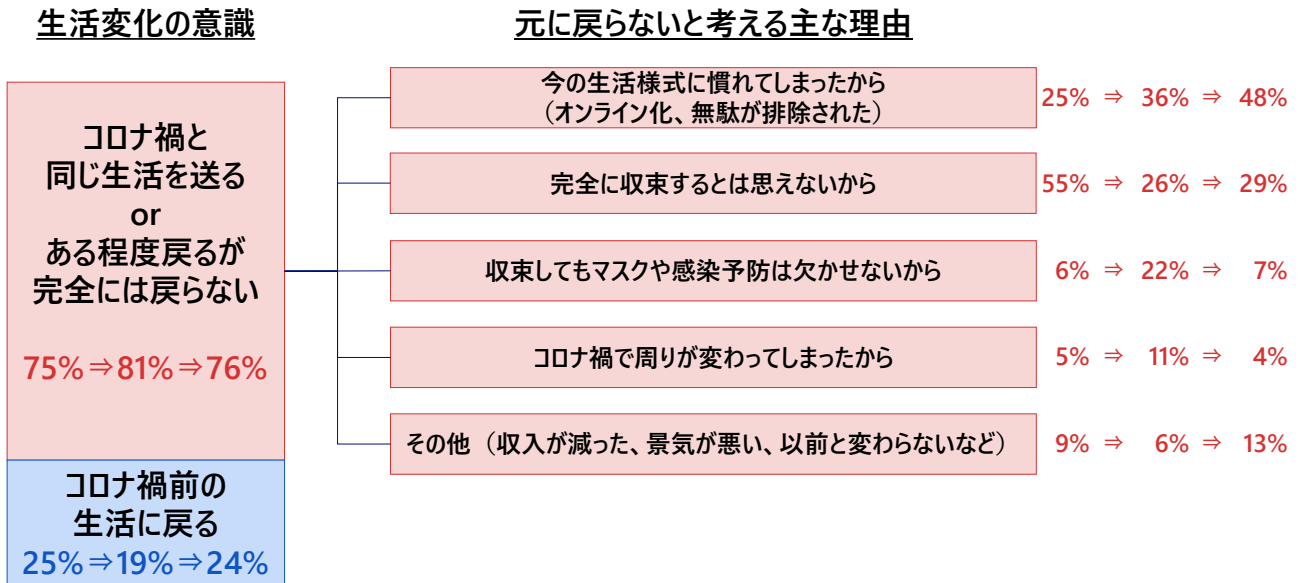 生活変化の意識
元に戻らないと考える主な理由
コロナ禍と
同じ生活を送る
or
ある程度戻るが
完全には戻らない
75%⇒81%⇒76%
コロナ禍前の
生活に戻る
25%⇒19%⇒24%
今の生活様式に慣れてしまったから
（オンライン化、無駄が排除された）
25% ⇒ 36% ⇒ 48%
完全に収束するとは思えないから
55% ⇒ 26% ⇒ 29%
収束してもマスクや感染予防は欠かせないから
6% ⇒ 22% ⇒ 7%
コロナ禍で周りが変わってしまったから
5% ⇒ 11% ⇒ 4%
その他（収入が減った、景気が悪い、以前と変わらないなど）
9% ⇒ 6% ⇒ 13%